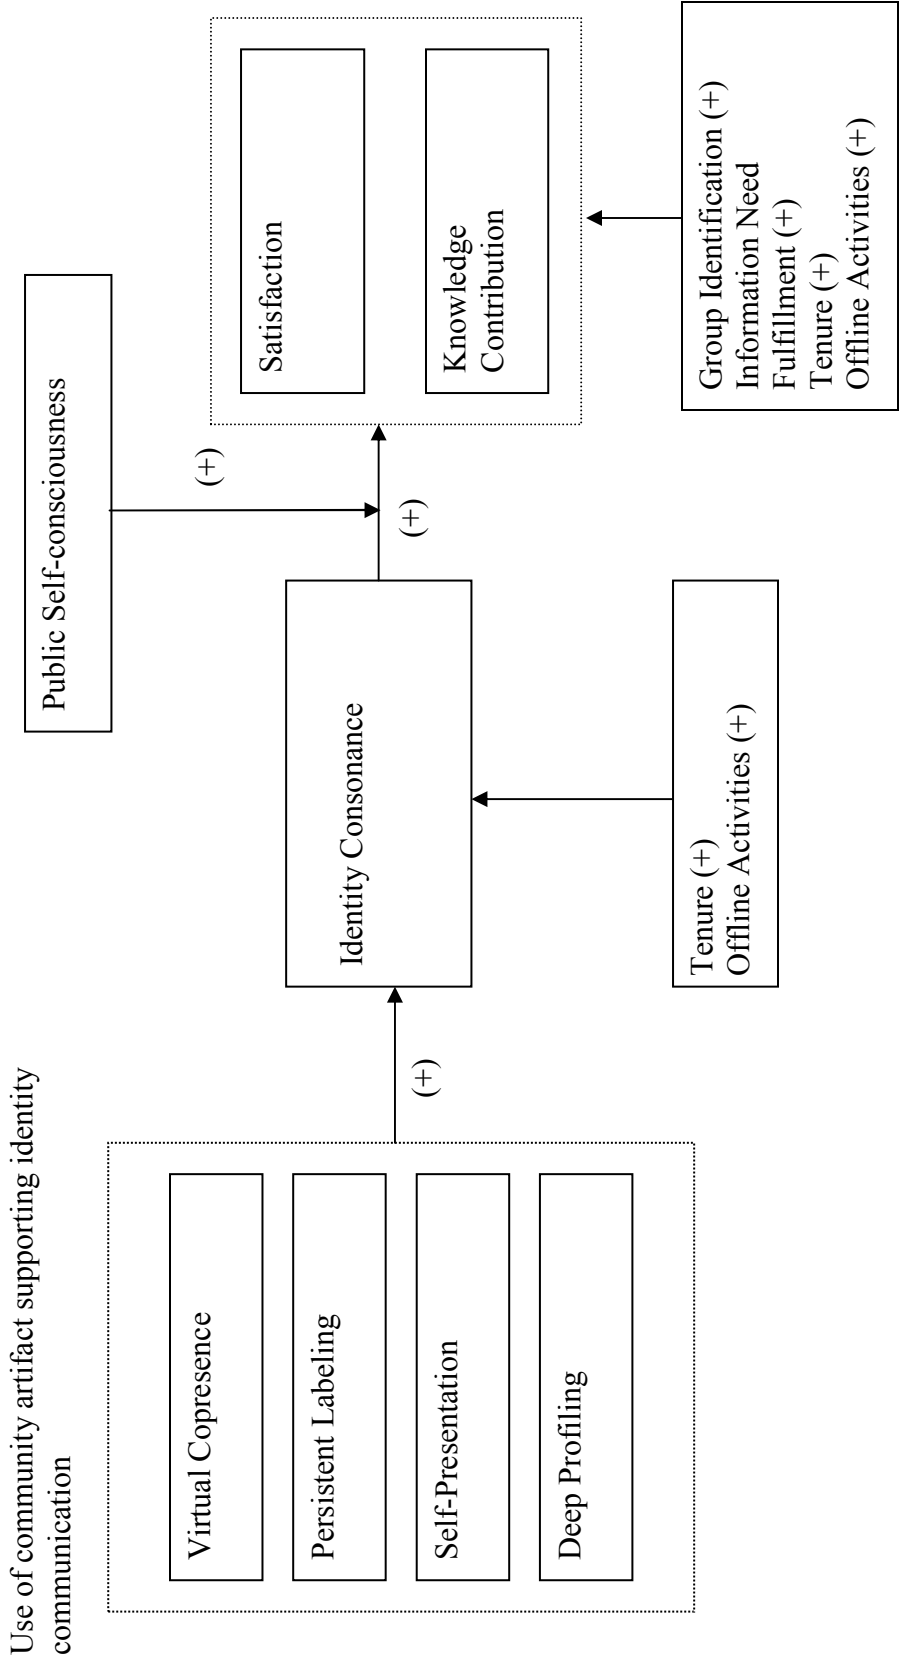 Use of community artifact supporting identity
communication
Virtual Copresence
Persistent Labeling
Self-Presentation
Deep Profiling
(+)
Identity Consonance
Tenure (+)
Offline Activities (+)
Public Self-consciousness
(+)
(+)
Satisfaction
Knowledge
Contribution
Group Identification (+)
Information Need
Fulfillment (+)
Tenure (+)
Offline Activities (+)